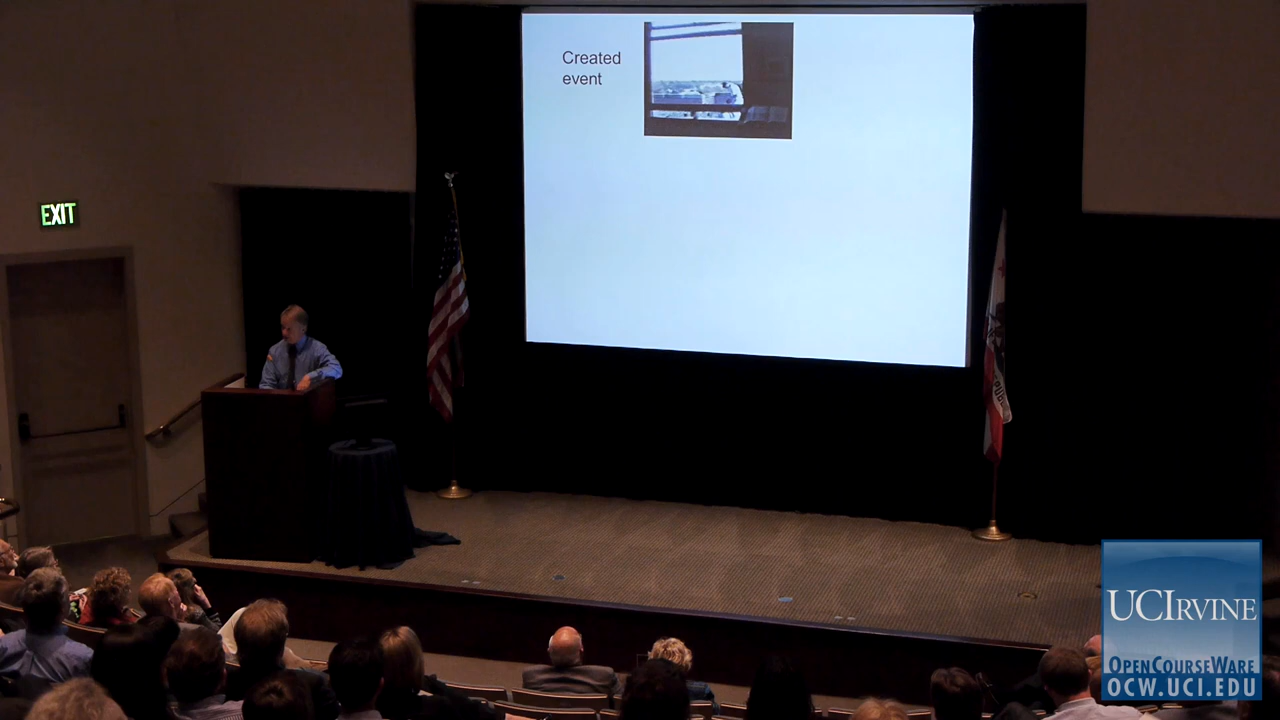 Created
event
EXIT
UCIRVINE
OPENCOURSEWARE
OCW.UCI.EDU